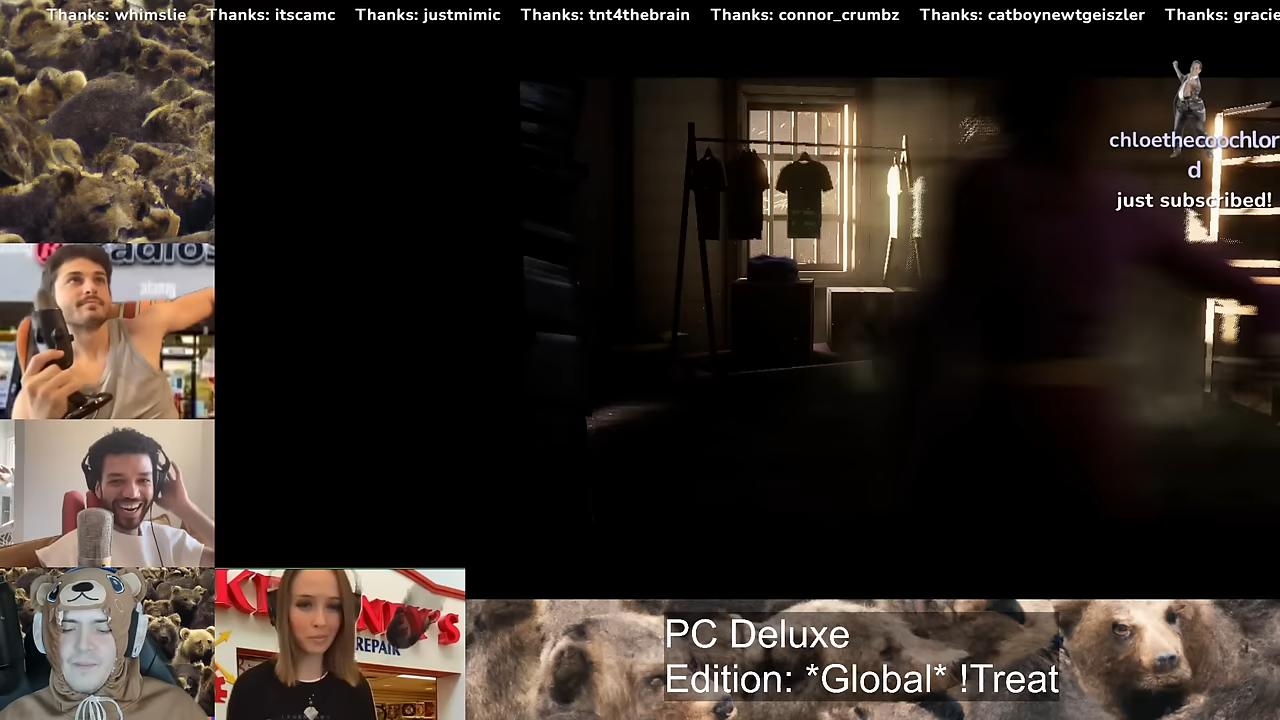 Thanks: whimslie Thanks: itscamc Thanks: justmimic Thanks: tnt4thebrain Thanks: connor_crumbz Thanks: catboynewtgeiszler Thanks: gracie
chloethecoochlor
d
just subscribed!
REPAIR
PC Deluxe
Edition: *Global* !Treat